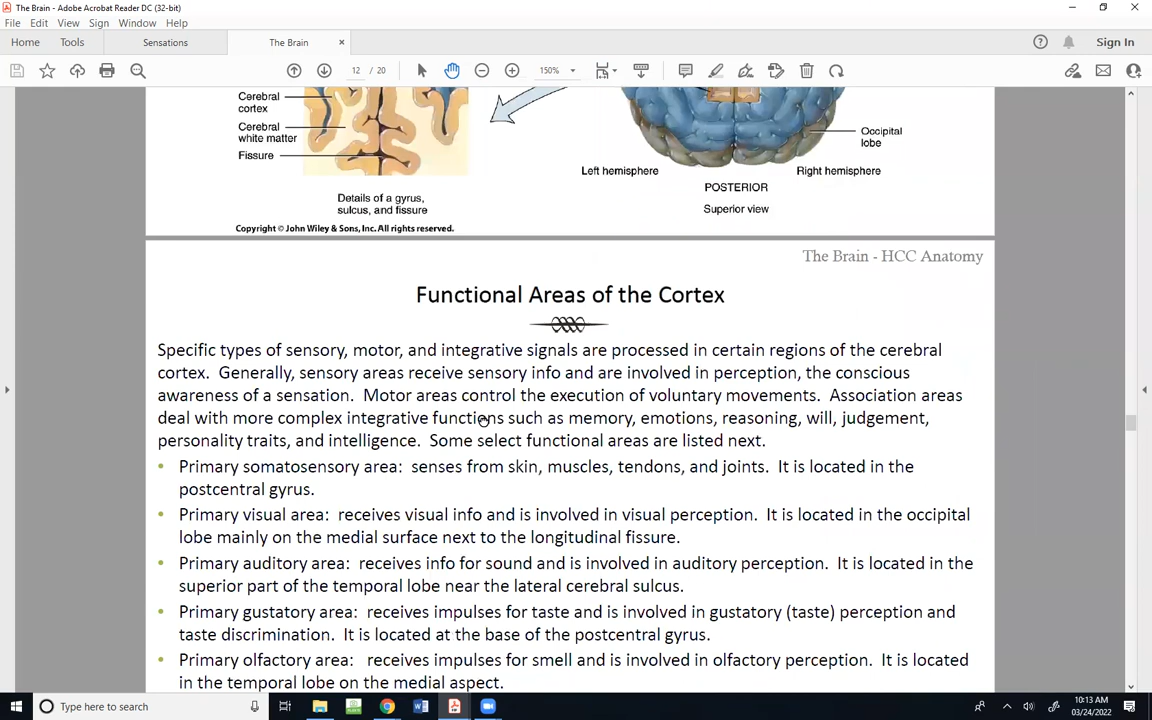 The Brain - Adobe Acrobat Reader DC (32-bit)
File Edit View Sign Window Help
Home Tools Sensations The Brain × Sign In
12 / 20 150%
Cerebral
cortex
Cerebral
white matter
Fissure
Occipital
lobe
Left hemisphere Right hemisphere
POSTERIOR
Superior view
Details of a gyrus,
sulcus, and fissure
Copyright © John Wiley & Sons, Inc. All rights reserved.
The Brain - HCC Anatomy
Functional Areas of the Cortex
Specific types of sensory, motor, and integrative signals are processed in certain regions of the cerebral
cortex. Generally, sensory areas receive sensory info and are involved in perception, the conscious
awareness of a sensation. Motor areas control the execution of voluntary movements. Association areas
deal with more complex integrative functions such as memory, emotions, reasoning, will, judgement,
personality traits, and intelligence. Some select functional areas are listed next.
• Primary somatosensory area: senses from skin, muscles, tendons, and joints. It is located in the
postcentral gyrus.
• Primary visual area: receives visual info and is involved in visual perception. It is located in the occipital
lobe mainly on the medial surface next to the longitudinal fissure.
• Primary auditory area: receives info for sound and is involved in auditory perception. It is located in the
superior part of the temporal lobe near the lateral cerebral sulcus.
• Primary gustatory area: receives impulses for taste and is involved in gustatory (taste) perception and
taste discrimination. It is located at the base of the postcentral gyrus.
• Primary olfactory area: receives impulses for smell and is involved in olfactory perception. It is located
in the temporal lobe on the medial aspect.
Type here to search
10:13 AM
03/24/2022